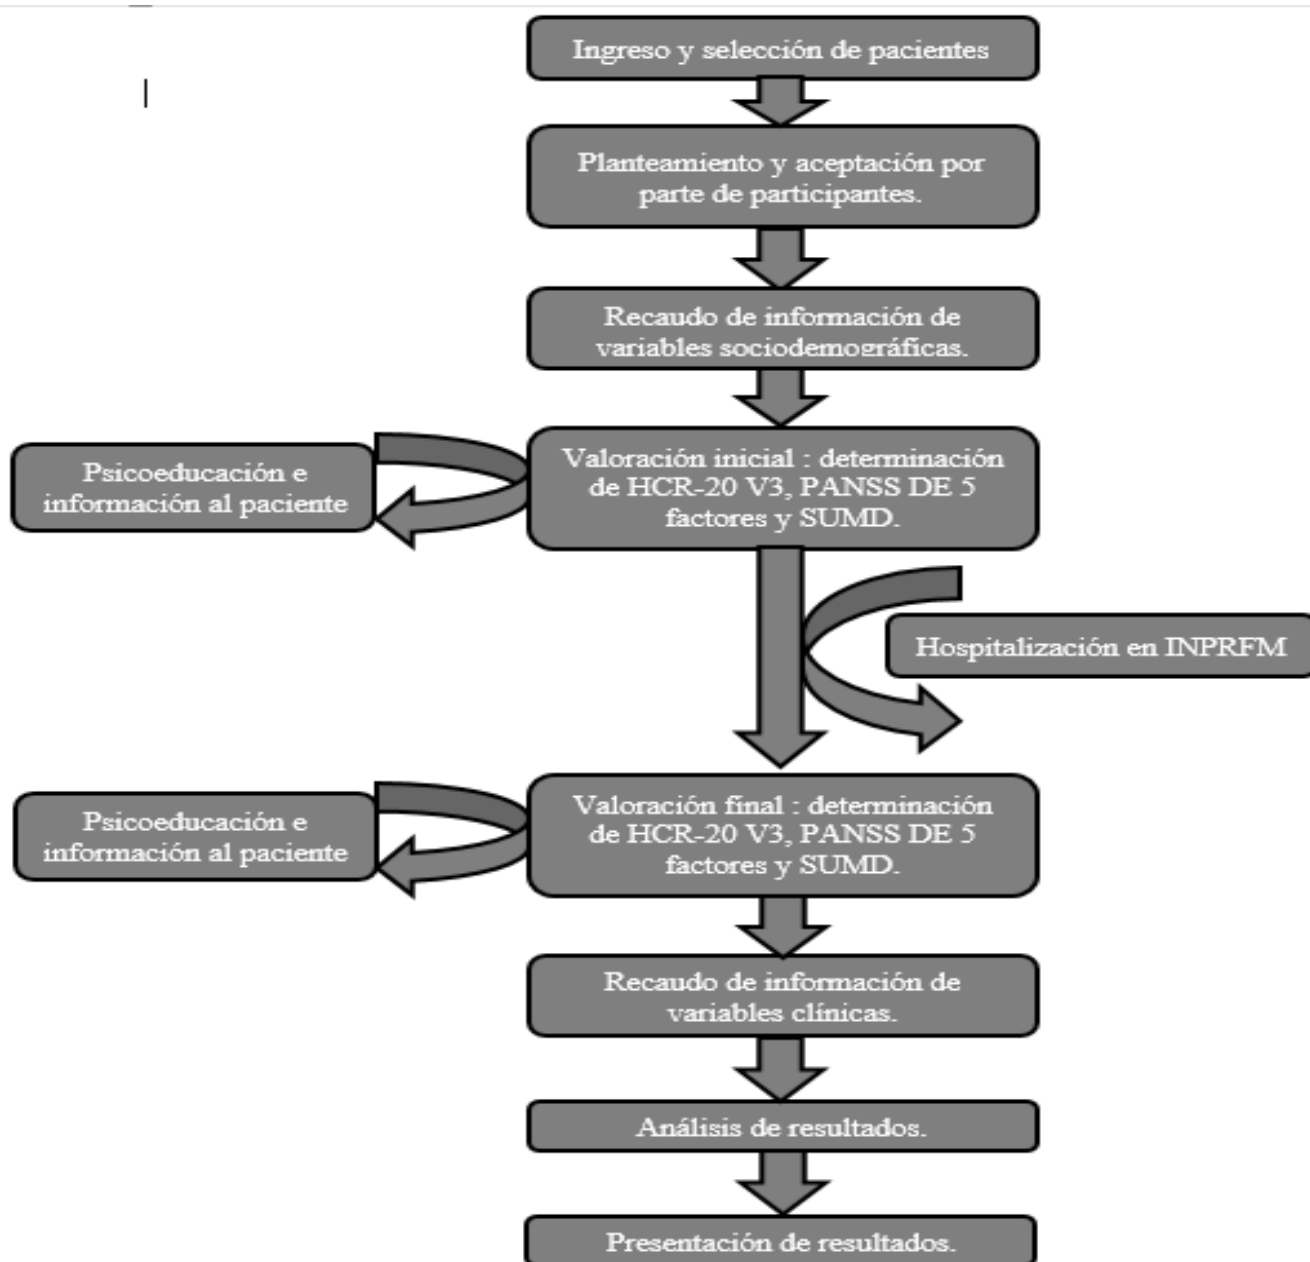 Ingreso y selección de pacientes
Planteamiento y aceptación por
parte de participantes.
Recaudo de información de
variables sociodemográficas.
Psicoeducación e
información al paciente
Valoración inicial : determinación
de HCR-20 V3, PANSS DE 5
factores y SUMD.
Hospitalización en INPRFM
Psicoeducación e
información al paciente
Valoración final : determinación
de HCR-20 V3, PANSS DE 5
factores y SUMD.
Recaudo de información de
variables clínicas.
Análisis de resultados.
Presentación de resultados.